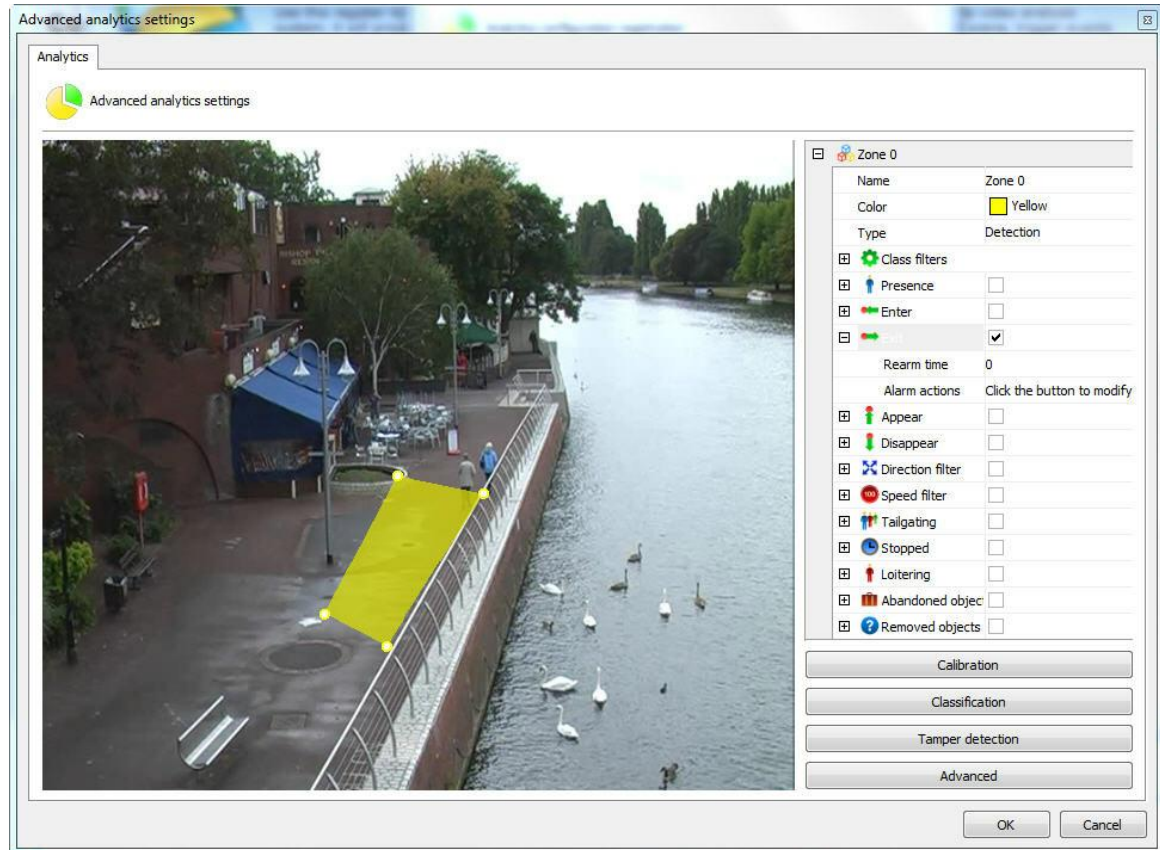 Advanced analytics settings
Analytics
Advanced analytics settings
Zone 0
Name Zone 0
Color Yellow
Type Detection
Class filters
Presence
Enter
Exit
Rearm time 0
Alarm actions Click the button to modify
Appear
Disappear
Direction filter
100 Speed filter
Tailgating
Stopped
Loitering
Abandoned objec
Removed objects
Calibration
Classification
Tamper detection
Advanced
OK Cancel